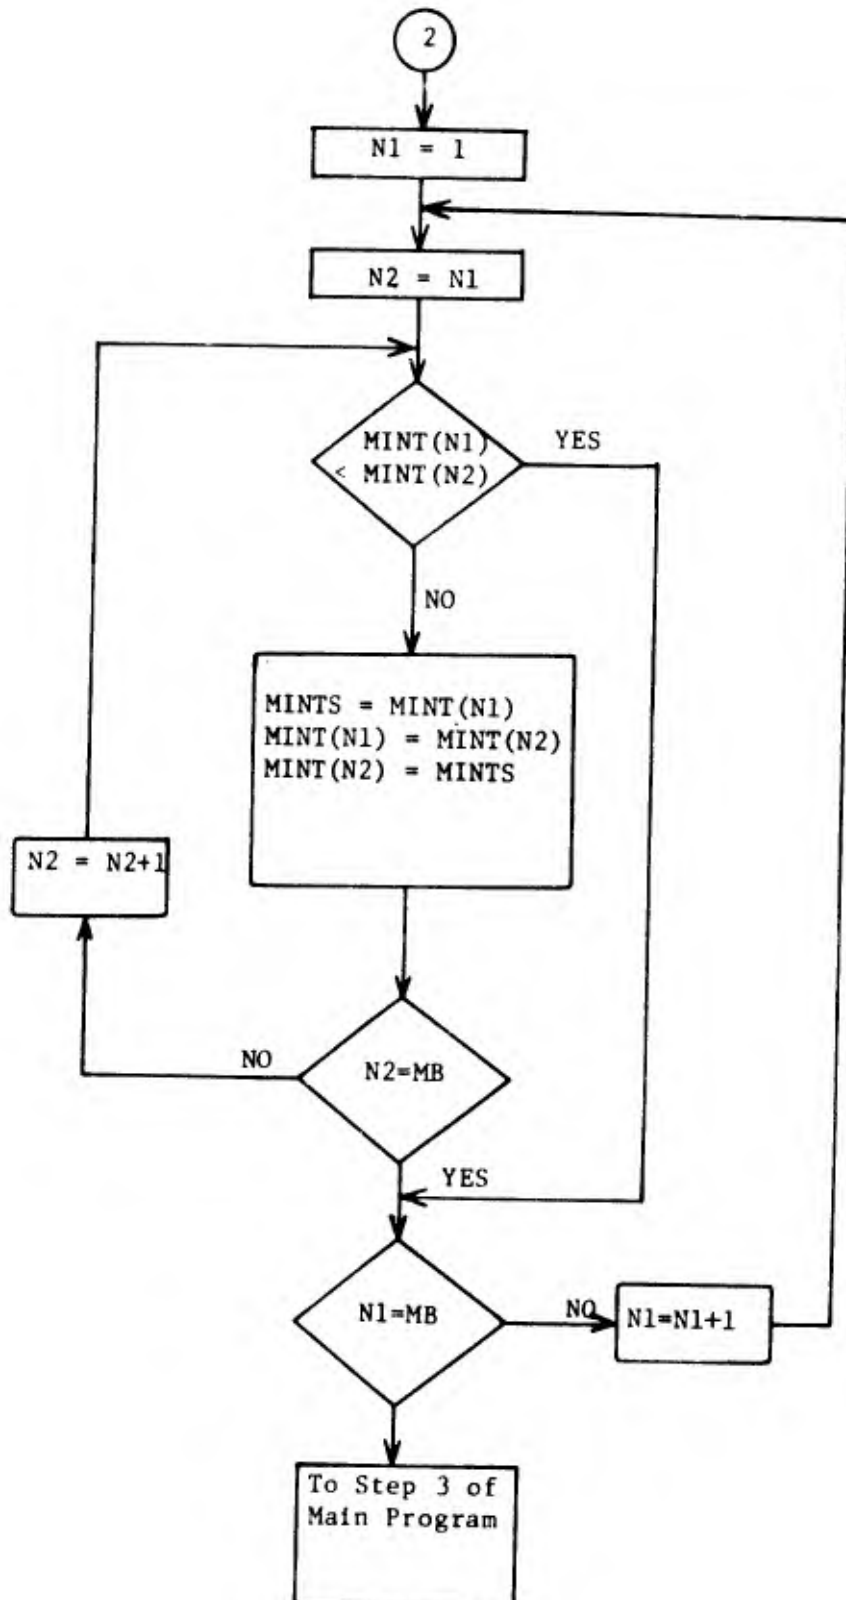 2
N1 = 1
N2 = N1
MINT(N1)
< MINT(N2)
YES
NO
MINTS = MINT(N1)
MINT(N1) = MINT(N2)
MINT(N2) = MINTS
N2 = N2+1
NO
N2=MB
YES
N1=MB
NO
N1=N1+1
To Step 3 of
Main Program